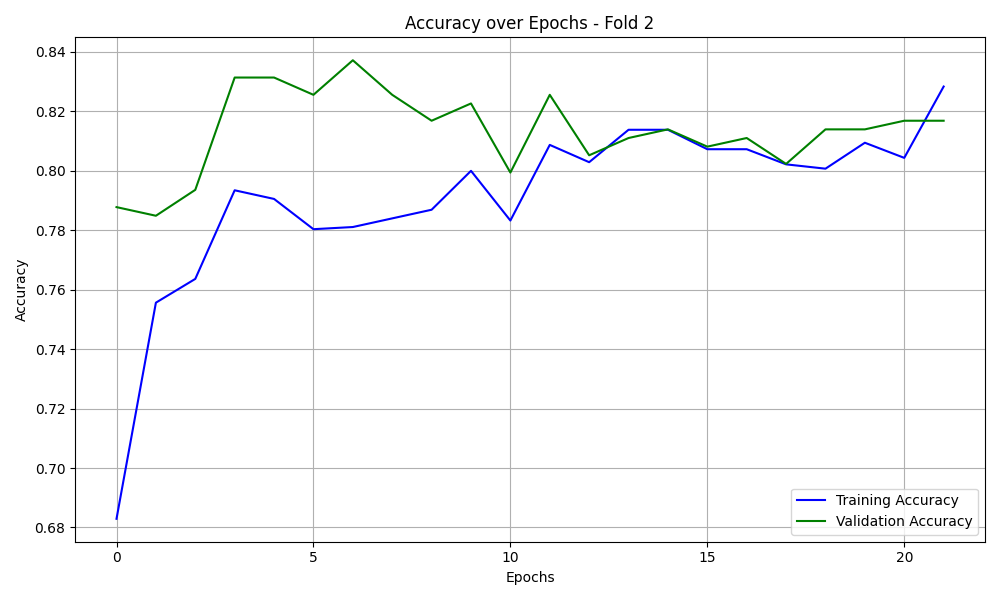 Accuracy over Epochs - Fold 2
0.84
0.82
0.80
0.78
0.76
0.74
0.72
0.70
0.68
Accuracy
0 5 10 15 20
Epochs
Training Accuracy
Validation Accuracy